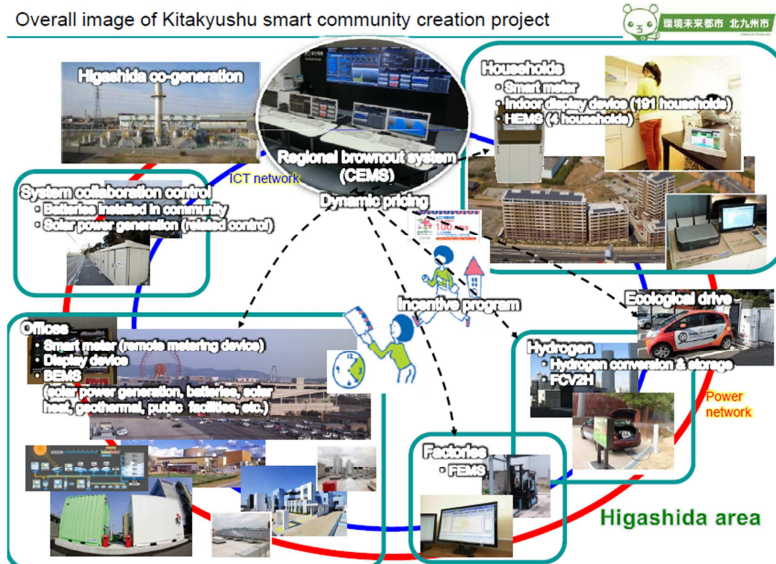 Overall image of Kitakyushu smart community creation project
環境未来都市 北九州市
Higashida co-generation
Regional brownout system
(CEMS)
ICT network
Dynamic pricing
Households
・Smart meter
・Indoor display device (191 households)
・HEMS (4 households)
System collaboration control
・Batteries installed in community
・Solar power generation (related control)
Incentive program
Ecological drive
Offices
・Smart meter (remote metering device)
・Display device
・BEMS
(solar power generation, batteries, solar
heat, geothermal, public facilities, etc.)
Hydrogen
・Hydrogen conversion & storage
・FCV2H
Power
network
Factories
・FEMS
Higashida area